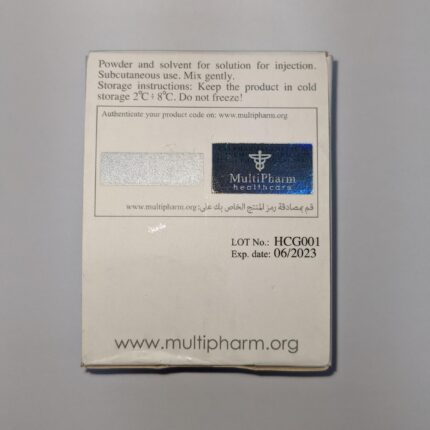 Powder and solvent for solution for injection.
Subcutaneous use. Mix gently.
Storage instructions: Keep the product in cold
storage 2°C÷8°C. Do not freeze!
Authenticate your product code on: www.multipharm.org
MultiPharm
healthcare
قم بمصادقة رمز المنتج الخاص بك على: www.multipharm.org
LOT No.: HCG001
Exp. date: 06/2023
www.multipharm.org